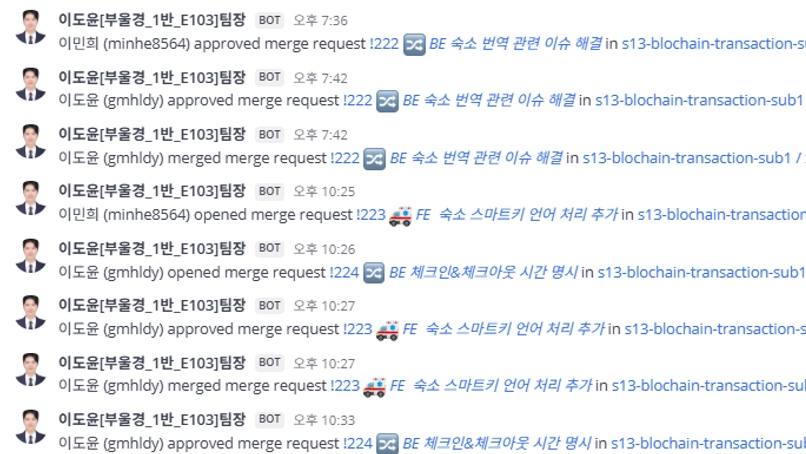 이도윤[부울경_1반_E103]팀장 BOT 오후 7:36
이민희 (minhe8564) approved merge request !222 🔀 BE 숙소 번역 관련 이슈 해결 in s13-blochain-transaction-su
이도윤[부울경_1반_E103]팀장 BOT 오후 7:42
이도윤 (gmhldy) approved merge request !222 🔀 BE 숙소 번역 관련 이슈 해결 in s13-blochain-transaction-sub1
이도윤[부울경_1반_E103]팀장 BOT 오후 7:42
이도윤 (gmhldy) merged merge request !222 🔀 BE 숙소 번역 관련 이슈 해결 in s13-blochain-transaction-sub1 /
이도윤[부울경_1반_E103]팀장 BOT 오후 10:25
이민희 (minhe8564) opened merge request !223 🚑 FE 숙소 스마트키 언어 처리 추가 in s13-blochain-transaction
이도윤[부울경_1반_E103]팀장 BOT 오후 10:26
이도윤 (gmhldy) opened merge request !224 🔀 BE 체크인&체크아웃 시간 명시 in s13-blochain-transaction-sub1
이도윤[부울경_1반_E103]팀장 BOT 오후 10:27
이도윤 (gmhldy) approved merge request !223 🚑 FE 숙소 스마트키 언어 처리 추가 in s13-blochain-transaction-s
이도윤[부울경_1반_E103]팀장 BOT 오후 10:27
이도윤 (gmhldy) merged merge request !223 🚑 FE 숙소 스마트키 언어 처리 추가 in s13-blochain-transaction-sul
이도윤[부울경_1반_E103]팀장 BOT 오후 10:33
이도윤 (gmhldy) approved merge request !224 🔀 BE 체크인&체크아웃 시간 명시 in s13-blochain-transaction-sul